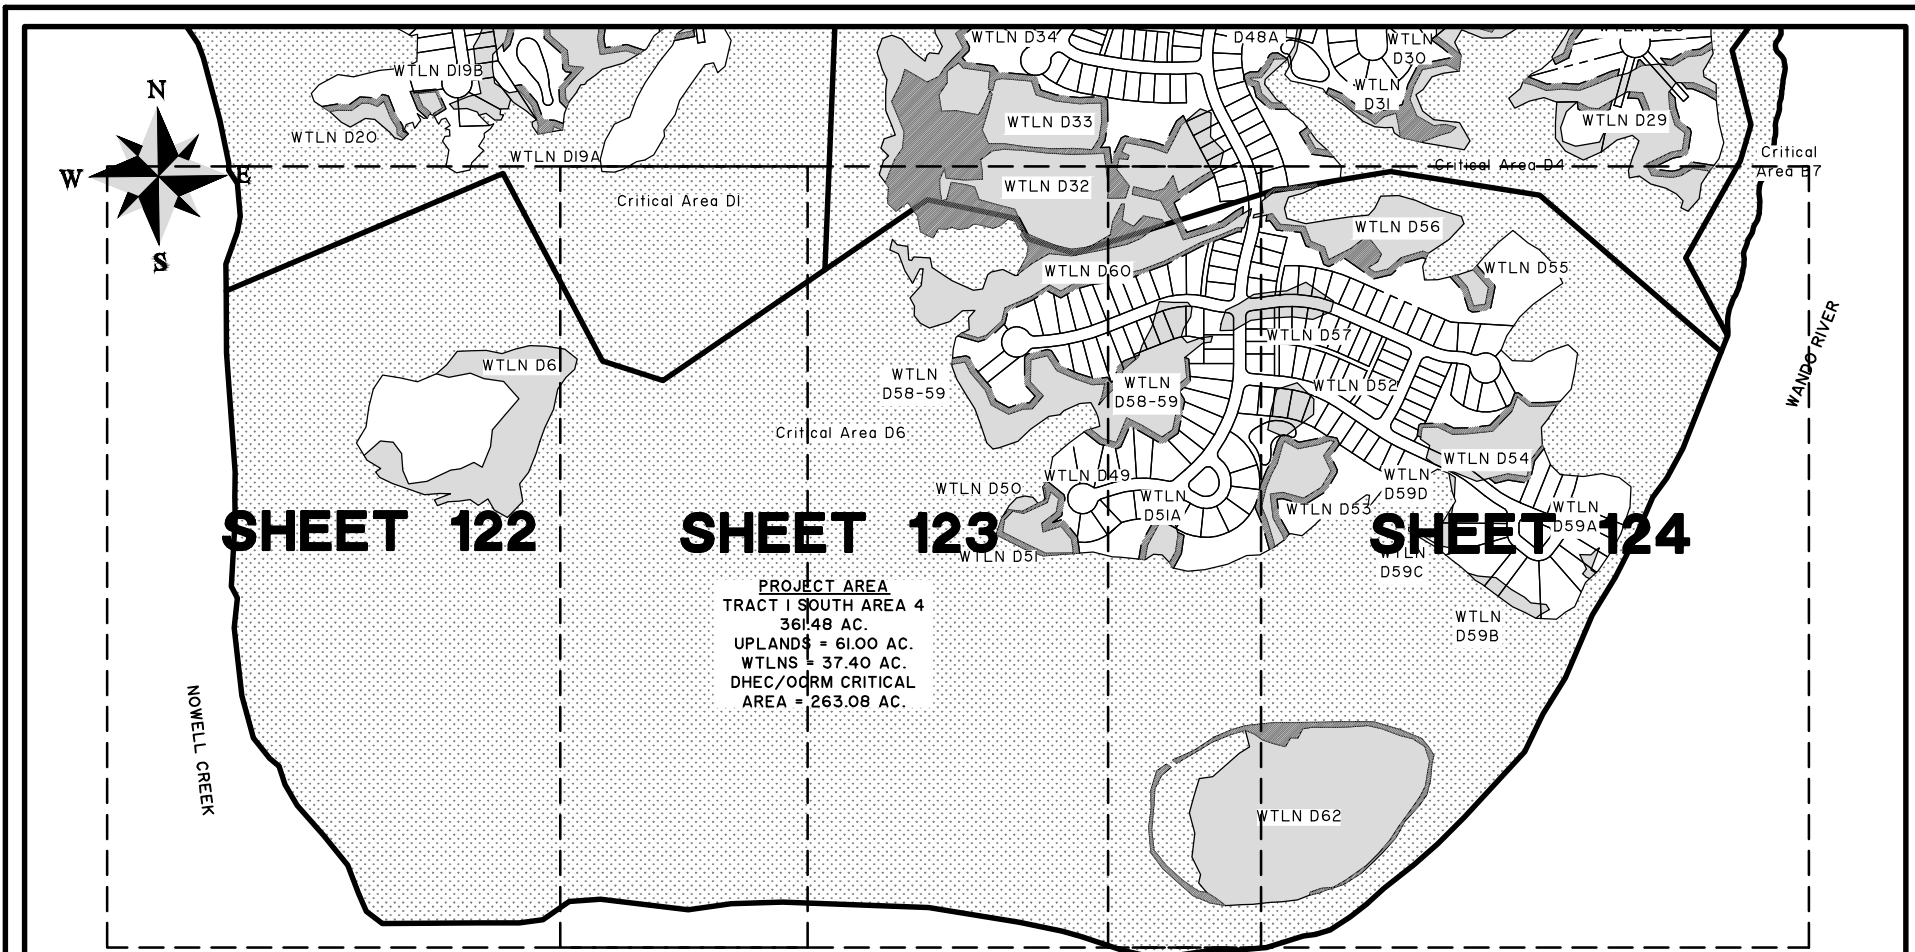 WTLN D34
D48A
WTLN
D30
WTLN D19B
WTLN
D31
N
WTLN D20
WTLN D33
WTLN D29
WTLN D19A
Critical Area D4
Critical
Area B7
W
E
WTLN D32
Critical Area D1
WTLN D56
S
WTLN D60
WTLN D55
WTLN D57
WANDO RIVER
WTLN D61
WTLN
D58-59
WTLN
D58-59
WTLN D52
Critical Area D6
WTLN D54
WTLN D49
WTLN
D59D
WTLN D50
WTLN
D51A
WTLN D53
WTLN
D59A
SHEET 122
SHEET 123
SHEET 124
WTLN D51
WTLN
D59C
PROJECT AREA
TRACT 1 SOUTH AREA 4
361.48 AC.
UPLANDS = 61.00 AC.
WTLNS = 37.40 AC.
DHEC/OCRM CRITICAL
AREA = 263.08 AC.
WTLN
D59B
NOWELL CREEK
WTLN D62